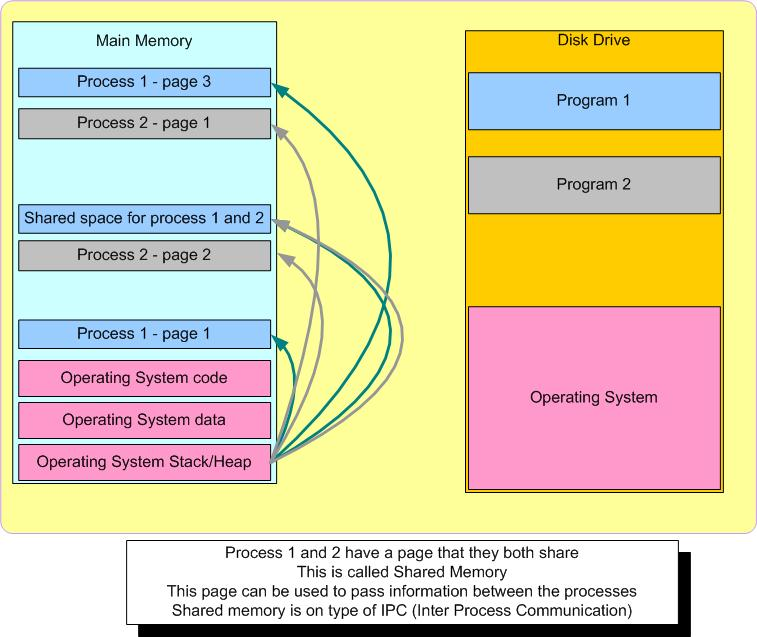 Main Memory
Process 1 - page 3
Process 2 - page 1
Shared space for process 1 and 2
Process 2 - page 2
Process 1 - page 1
Operating System code
Operating System data
Operating System Stack/Heap
Disk Drive
Program 1
Program 2
Operating System
Process 1 and 2 have a page that they both share
This is called Shared Memory
This page can be used to pass information between the processes
Shared memory is on type of IPC (Inter Process Communication)